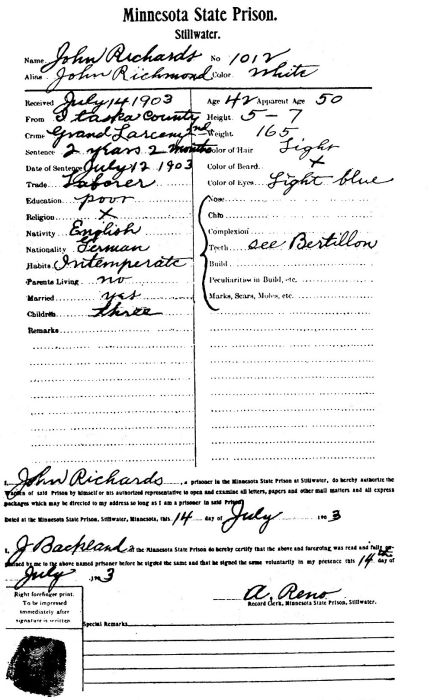 Minnesota State Prison.
Stillwater.
Name John Richards No 1012
Alias John Richmond Color White
Received July 14 1903 Age 42 Apparent Age 50
From Itaska County Height 5-7
Crime Grand Larceny 2nd Weight 165
Sentence 2 years 2 months Color of Hair Light
Date of Sentence July 12 1903 Color of Beard X
Trade Laborer Color of Eyes Light blue
Education poor Nose
Religion X Chin
Nativity English Complexion
Nationality German Teeth see Bertillon
Habits Intemperate Build
Parents Living no Peculiarities in Build, etc.
Married yes Marks, Scars, Moles, etc.
Children three
Remarks
I, John Richards, a prisoner in the Minnesota State Prison at Stillwater, do hereby authorize the
Warden of said Prison by himself or his authorized representative to open and examine all letters, papers and other mail matters and all express
packages which may be directed to my address so long as I am a prisoner in said Prison
Dated at the Minnesota State Prison, Stillwater, Minnesota, this 14 day of July 1903
I, J Backland at the Minnesota State Prison do hereby certify that the above and foregoing was read and fully ex-
plained by me to the above named prisoner before he signed the same and that he signed the same voluntarily in my presence this 14th day of
July 1903
A. Reno
Record Clerk, Minnesota State Prison, Stillwater.
Right forefinger print.
To be impressed
immediately after
signature is written
Special Remarks